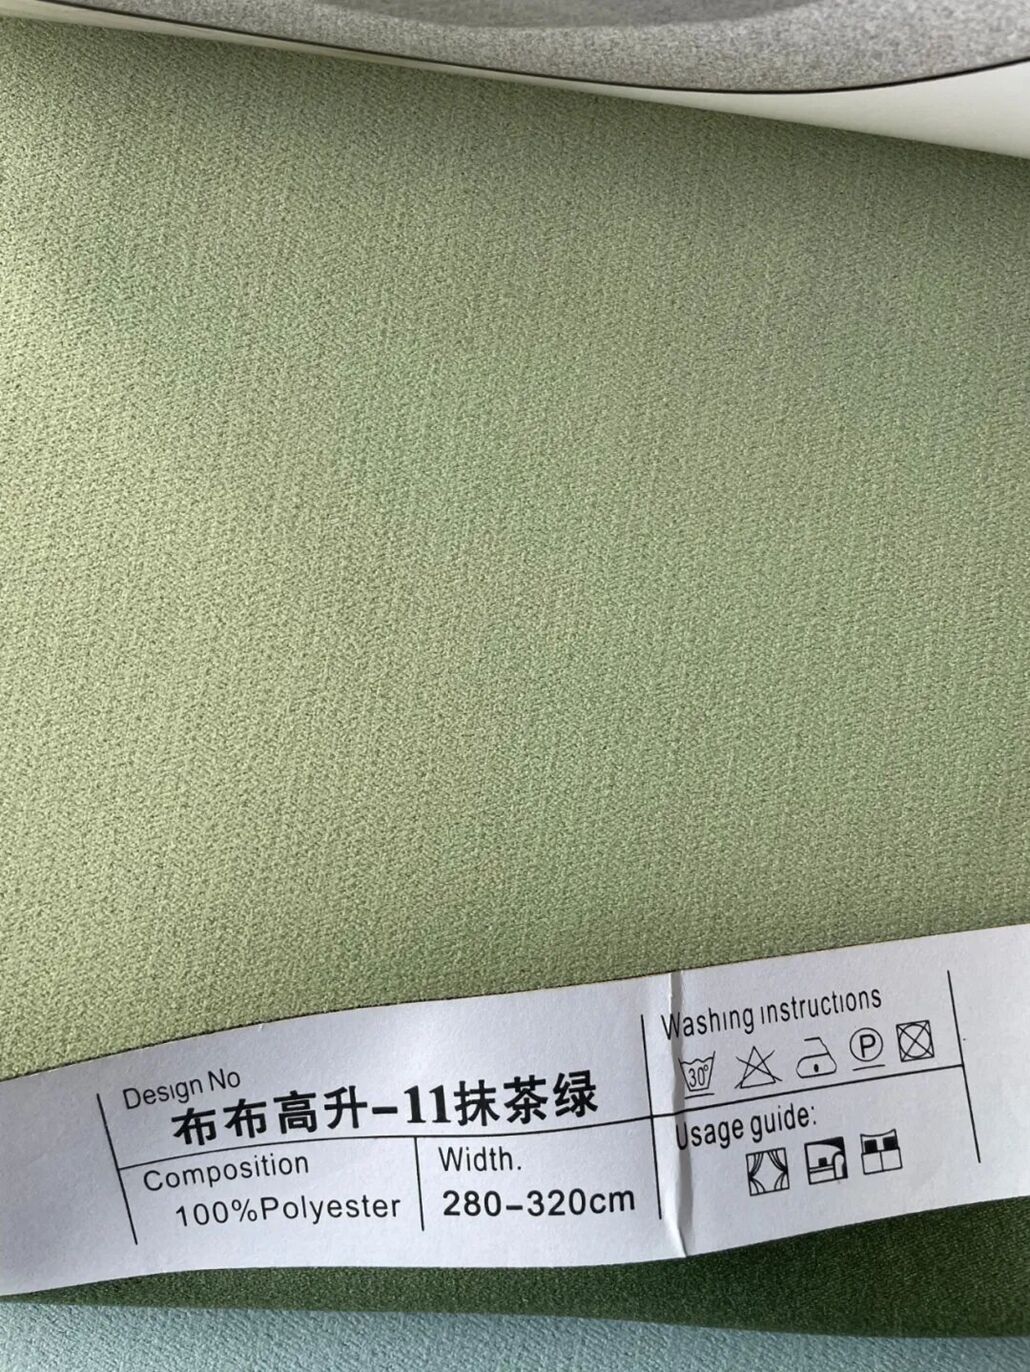 Design No
布布高升-11抹茶绿
Composition
100%Polyester
Width.
280-320cm
Washing instructions
30°
P
Usage guide: